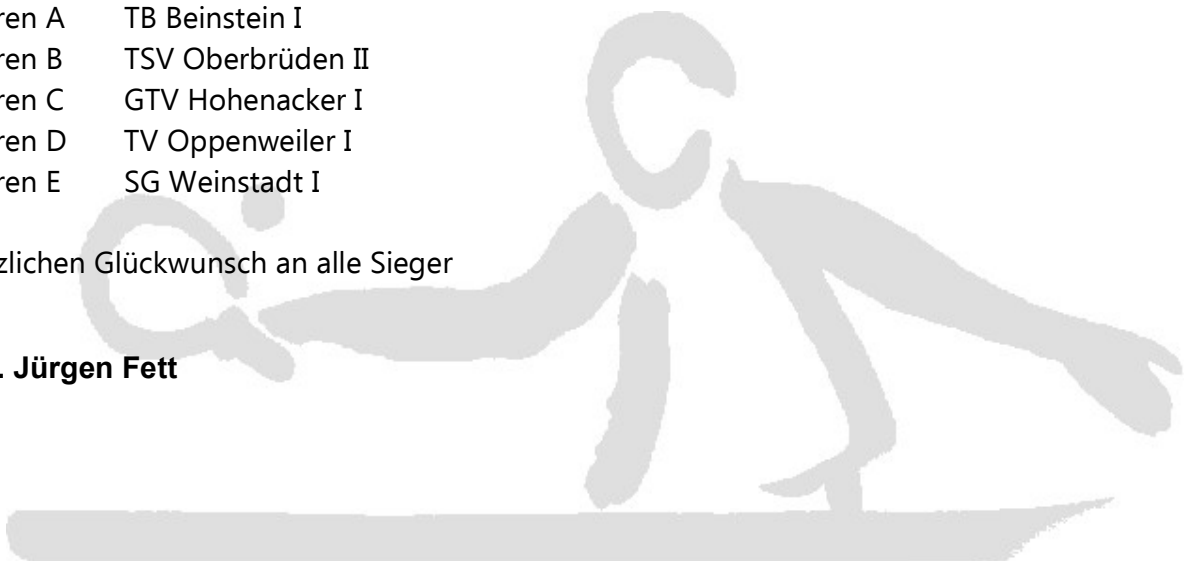 ren A TB Beinstein I
ren B TSV Oberbrüden II
ren C GTV Hohenacker I
ren D TV Oppenweiler I
ren E SG Weinstadt I
zlichen Glückwunsch an alle Sieger
. Jürgen Fett